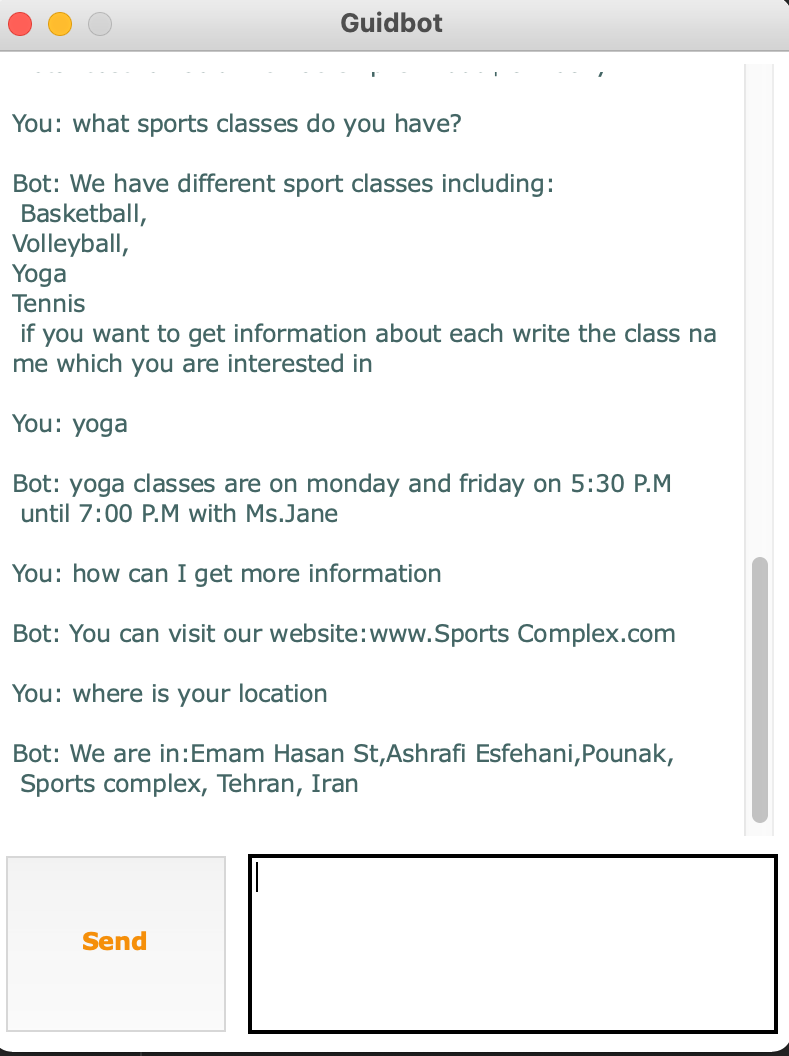 Guidbot
You: what sports classes do you have?
Bot: We have different sport classes including:
Basketball,
Volleyball,
Yoga
Tennis
if you want to get information about each write the class na
me which you are interested in
You: yoga
Bot: yoga classes are on monday and friday on 5:30 P.M
until 7:00 P.M with Ms.Jane
You: how can I get more information
Bot: You can visit our website:www.Sports Complex.com
You: where is your location
Bot: We are in:Emam Hasan St,Ashrafi Esfehani,Pounak,
Sports complex, Tehran, Iran
Send